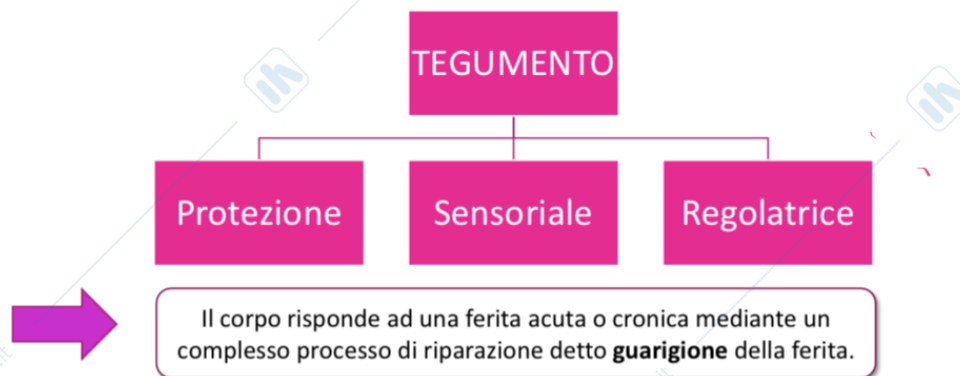 TEGUMENTO
Protezione
Sensoriale
Regolatrice
Il corpo risponde ad una ferita acuta o cronica mediante un
complesso processo di riparazione detto guarigione della ferita.